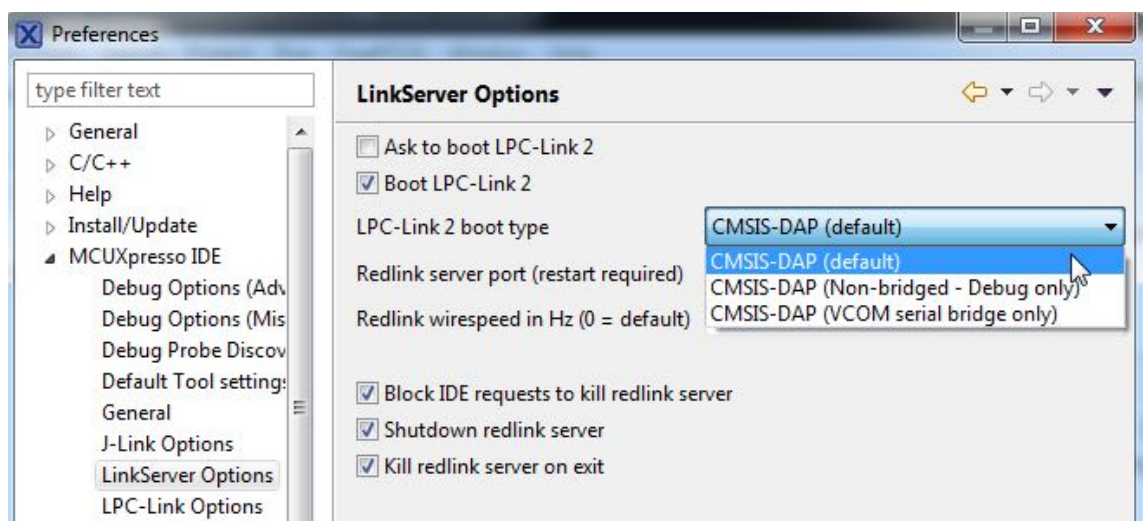 Preferences
type filter text
General
C/C++
Help
Install/Update
MCUXpresso IDE
Debug Options (Adv
Debug Options (Mis
Debug Probe Discov
Default Tool setting
General
J-Link Options
LinkServer Options
LPC-Link Options
LinkServer Options
Ask to boot LPC-Link 2
Boot LPC-Link 2
LPC-Link 2 boot type
CMSIS-DAP (default)
CMSIS-DAP (default)
CMSIS-DAP (Non-bridged - Debug only)
CMSIS-DAP (VCOM serial bridge only)
Redlink server port (restart required)
Redlink wirespeed in Hz (0 = default)
Block IDE requests to kill redlink server
Shutdown redlink server
Kill redlink server on exit